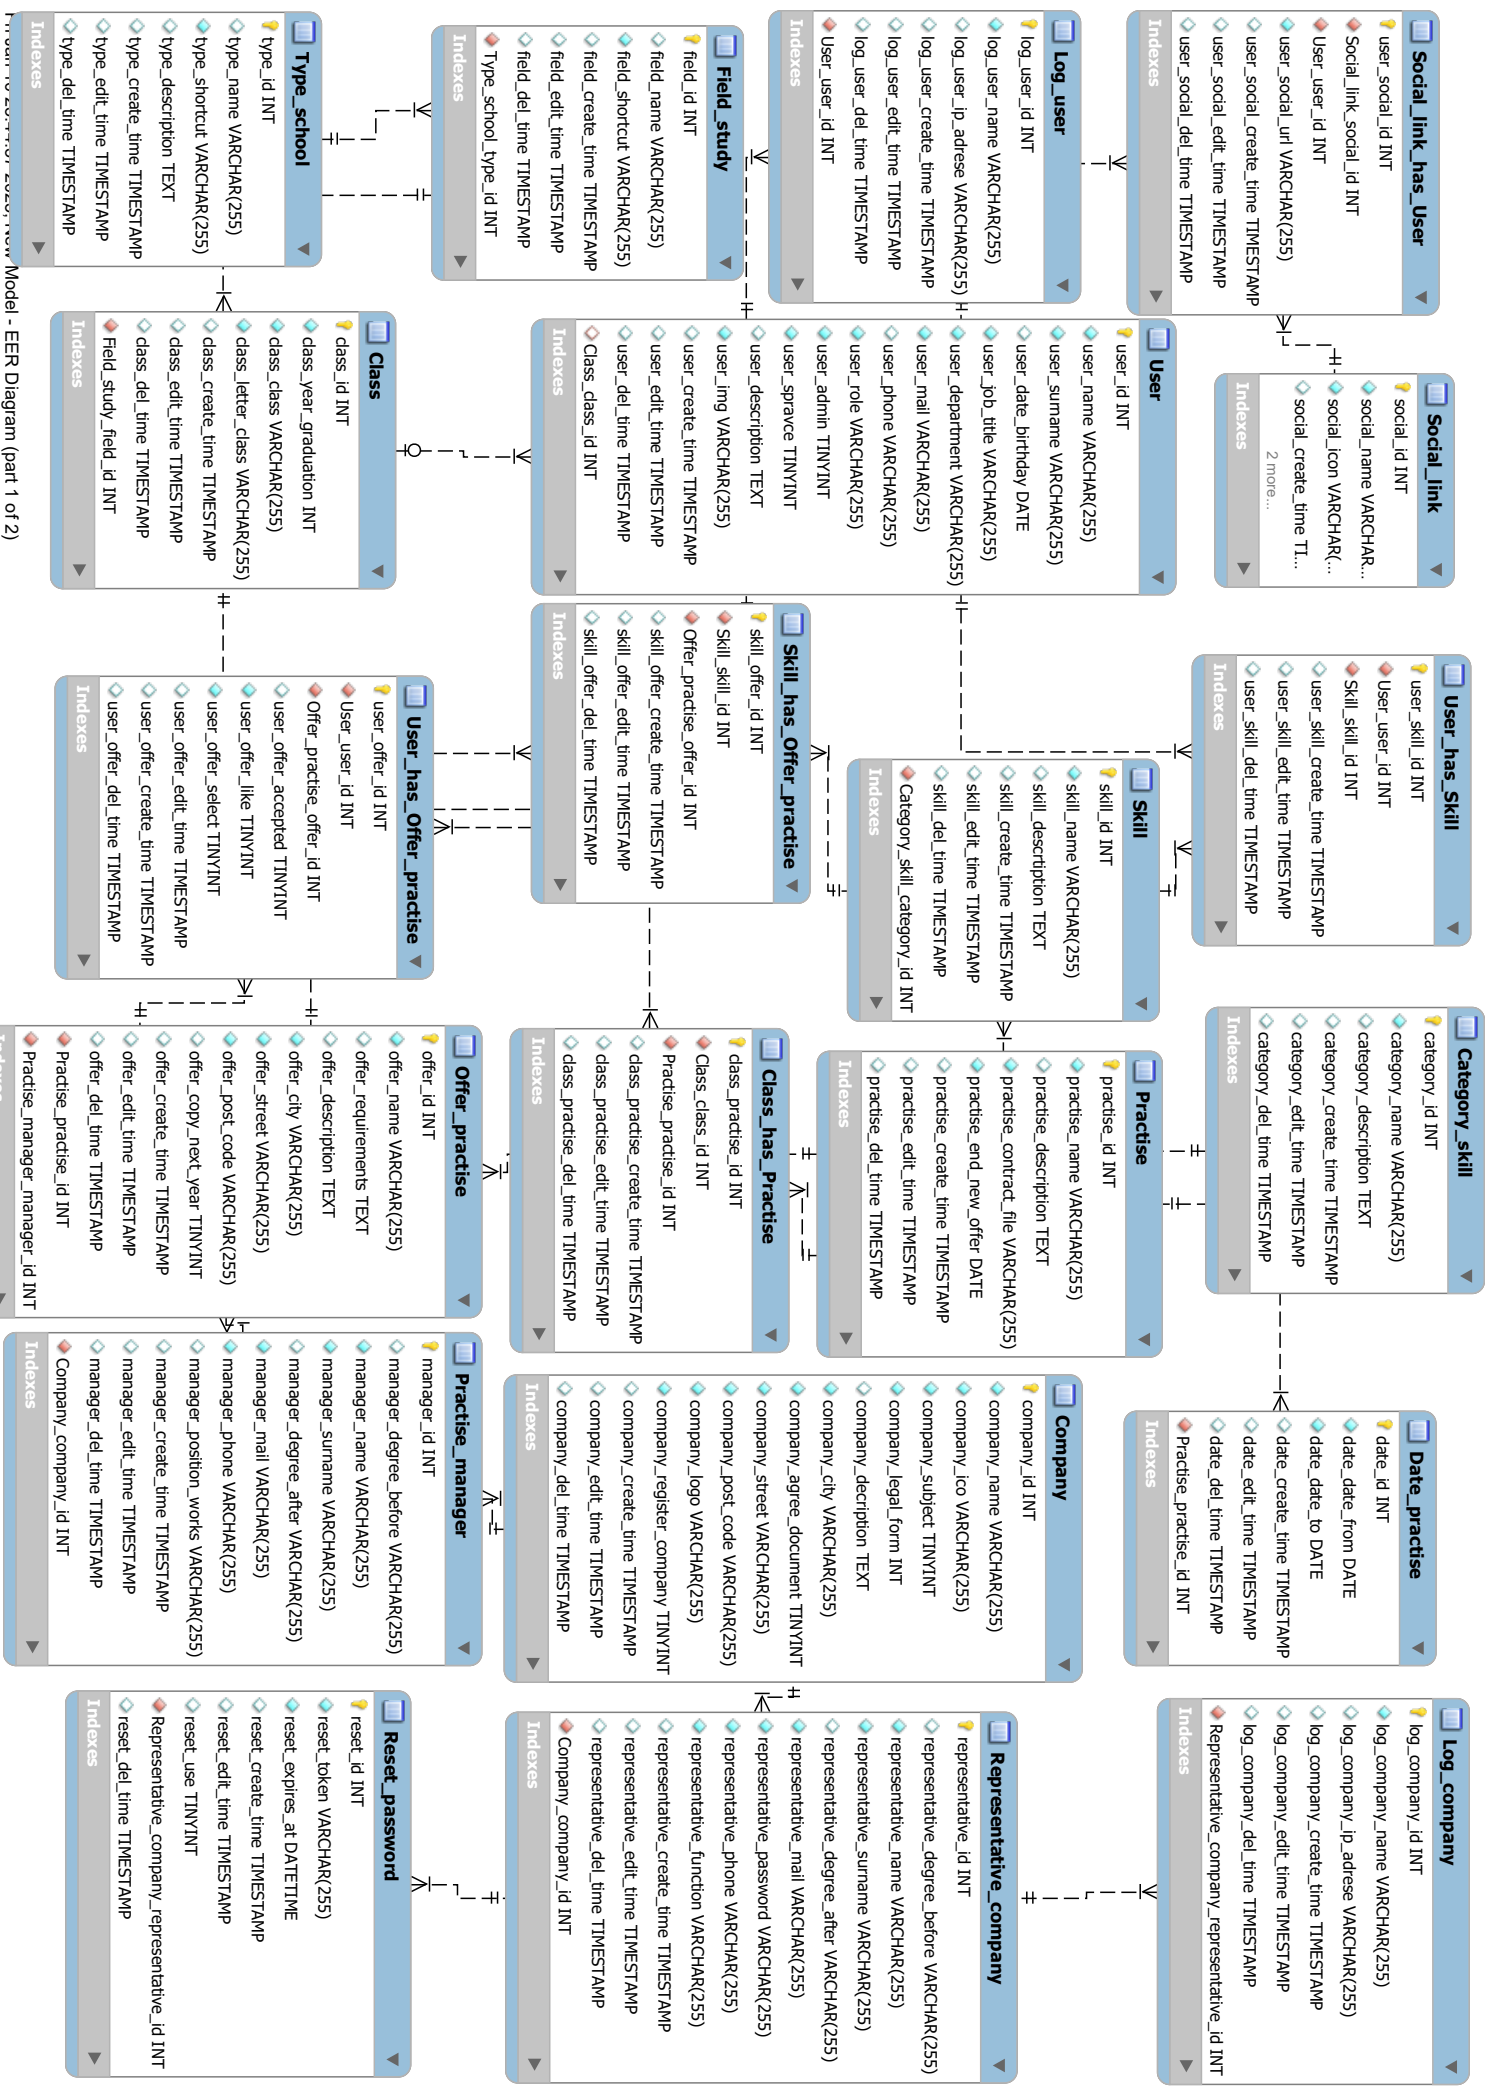 Social_link_has_User
user_social_id INT
Social_link_social_id INT
User_user_id INT
user_social_url VARCHAR(255)
user_social_create_time TIMESTAMP
user_social_edit_time TIMESTAMP
user_social_del_time TIMESTAMP
Indexes
Social_link
social_id INT
social_name VARCHAR...
social_icon VARCHAR(...
social_create_time TI...
2 more...
Indexes
User_has_Skill
user_skill_id INT
User_user_id INT
Skill_skill_id INT
user_skill_create_time TIMESTAMP
user_skill_edit_time TIMESTAMP
user_skill_del_time TIMESTAMP
Indexes
Category_skill
category_id INT
category_name VARCHAR(255)
category_description TEXT
category_create_time TIMESTAMP
category_edit_time TIMESTAMP
category_del_time TIMESTAMP
Indexes
Date_practise
date_id INT
date_date_from DATE
date_date_to DATE
date_create_time TIMESTAMP
date_edit_time TIMESTAMP
date_del_time TIMESTAMP
Practise_practise_id INT
Indexes
Log_company
log_company_id INT
log_company_name VARCHAR(255)
log_company_ip_adrese VARCHAR(255)
log_company_create_time TIMESTAMP
log_company_edit_time TIMESTAMP
log_company_del_time TIMESTAMP
Representative_company_representative_id INT
Indexes
Log_user
log_user_id INT
log_user_name VARCHAR(255)
log_user_ip_adrese VARCHAR(255)
log_user_create_time TIMESTAMP
log_user_edit_time TIMESTAMP
log_user_del_time TIMESTAMP
User_user_id INT
Indexes
User
user_id INT
user_name VARCHAR(255)
user_surname VARCHAR(255)
user_date_birthday DATE
user_job_title VARCHAR(255)
user_department VARCHAR(255)
user_mail VARCHAR(255)
user_phone VARCHAR(255)
user_role VARCHAR(255)
user_admin TINYINT
user_spravce TINYINT
user_description TEXT
user_img VARCHAR(255)
user_create_time TIMESTAMP
user_edit_time TIMESTAMP
user_del_time TIMESTAMP
Class_class_id INT
Indexes
Skill
skill_id INT
skill_name VARCHAR(255)
skill_descrtiption TEXT
skill_create_time TIMESTAMP
skill_edit_time TIMESTAMP
skill_del_time TIMESTAMP
Category_skill_category_id INT
Indexes
Practise
practise_id INT
practise_name VARCHAR(255)
practise_description TEXT
practise_contract_file VARCHAR(255)
practise_end_new_offer DATE
practise_create_time TIMESTAMP
practise_edit_time TIMESTAMP
practise_del_time TIMESTAMP
Indexes
Company
company_id INT
company_name VARCHAR(255)
company_ico VARCHAR(255)
company_subject TINYINT
company_legal_form INT
company_decription TEXT
company_city VARCHAR(255)
company_agree_document TINYINT
company_street VARCHAR(255)
company_post_code VARCHAR(255)
company_logo VARCHAR(255)
company_register_company TINYINT
company_create_time TIMESTAMP
company_edit_time TIMESTAMP
company_del_time TIMESTAMP
Indexes
Representative_company
representative_id INT
representative_degree_before VARCHAR(255)
representative_name VARCHAR(255)
representative_surname VARCHAR(255)
representative_degree_after VARCHAR(255)
representative_mail VARCHAR(255)
representative_password VARCHAR(255)
representative_phone VARCHAR(255)
representative_function VARCHAR(255)
representative_create_time TIMESTAMP
representative_edit_time TIMESTAMP
representative_del_time TIMESTAMP
Company_company_id INT
Indexes
Field_study
field_id INT
field_name VARCHAR(255)
field_shortcut VARCHAR(255)
field_create_time TIMESTAMP
field_edit_time TIMESTAMP
field_del_time TIMESTAMP
Type_school_type_id INT
Indexes
Skill_has_Offer_practise
skill_offer_id INT
Skill_skill_id INT
Offer_practise_offer_id INT
skill_offer_create_time TIMESTAMP
skill_offer_edit_time TIMESTAMP
skill_offer_del_time TIMESTAMP
Indexes
Class_has_Practise
class_practise_id INT
Class_class_id INT
Practise_practise_id INT
class_practise_create_time TIMESTAMP
class_practise_edit_time TIMESTAMP
class_practise_del_time TIMESTAMP
Indexes
Type_school
type_id INT
type_name VARCHAR(255)
type_shortcut VARCHAR(255)
type_description TEXT
type_create_time TIMESTAMP
type_edit_time TIMESTAMP
type_del_time TIMESTAMP
Indexes
Class
class_id INT
class_year_graduation INT
class_class VARCHAR(255)
class_letter_class VARCHAR(255)
class_create_time TIMESTAMP
class_edit_time TIMESTAMP
class_del_time TIMESTAMP
Field_study_field_id INT
Indexes
User_has_Offer_practise
user_offer_id INT
User_user_id INT
Offer_practise_offer_id INT
user_offer_accepted TINYINT
user_offer_like TINYINT
user_offer_select TINYINT
user_offer_edit_time TIMESTAMP
user_offer_create_time TIMESTAMP
user_offer_del_time TIMESTAMP
Indexes
Offer_practise
offer_id INT
offer_name VARCHAR(255)
offer_requirements TEXT
offer_description TEXT
offer_city VARCHAR(255)
offer_street VARCHAR(255)
offer_post_code VARCHAR(255)
offer_copy_next_year TINYINT
offer_create_time TIMESTAMP
offer_edit_time TIMESTAMP
offer_del_time TIMESTAMP
Practise_practise_id INT
Practise_manager_manager_id INT
Practise_manager
manager_id INT
manager_degree_before VARCHAR(255)
manager_name VARCHAR(255)
manager_surname VARCHAR(255)
manager_degree_after VARCHAR(255)
manager_mail VARCHAR(255)
manager_phone VARCHAR(255)
manager_position_works VARCHAR(255)
manager_create_time TIMESTAMP
manager_edit_time TIMESTAMP
manager_del_time TIMESTAMP
Company_company_id INT
Indexes
Reset_password
reset_id INT
reset_token VARCHAR(255)
reset_expires_at DATETIME
reset_create_time TIMESTAMP
reset_edit_time TIMESTAMP
reset_use TINYINT
Representative_company_representative_id INT
reset_del_time TIMESTAMP
Indexes
Model - EER Diagram (part 1 of 2)